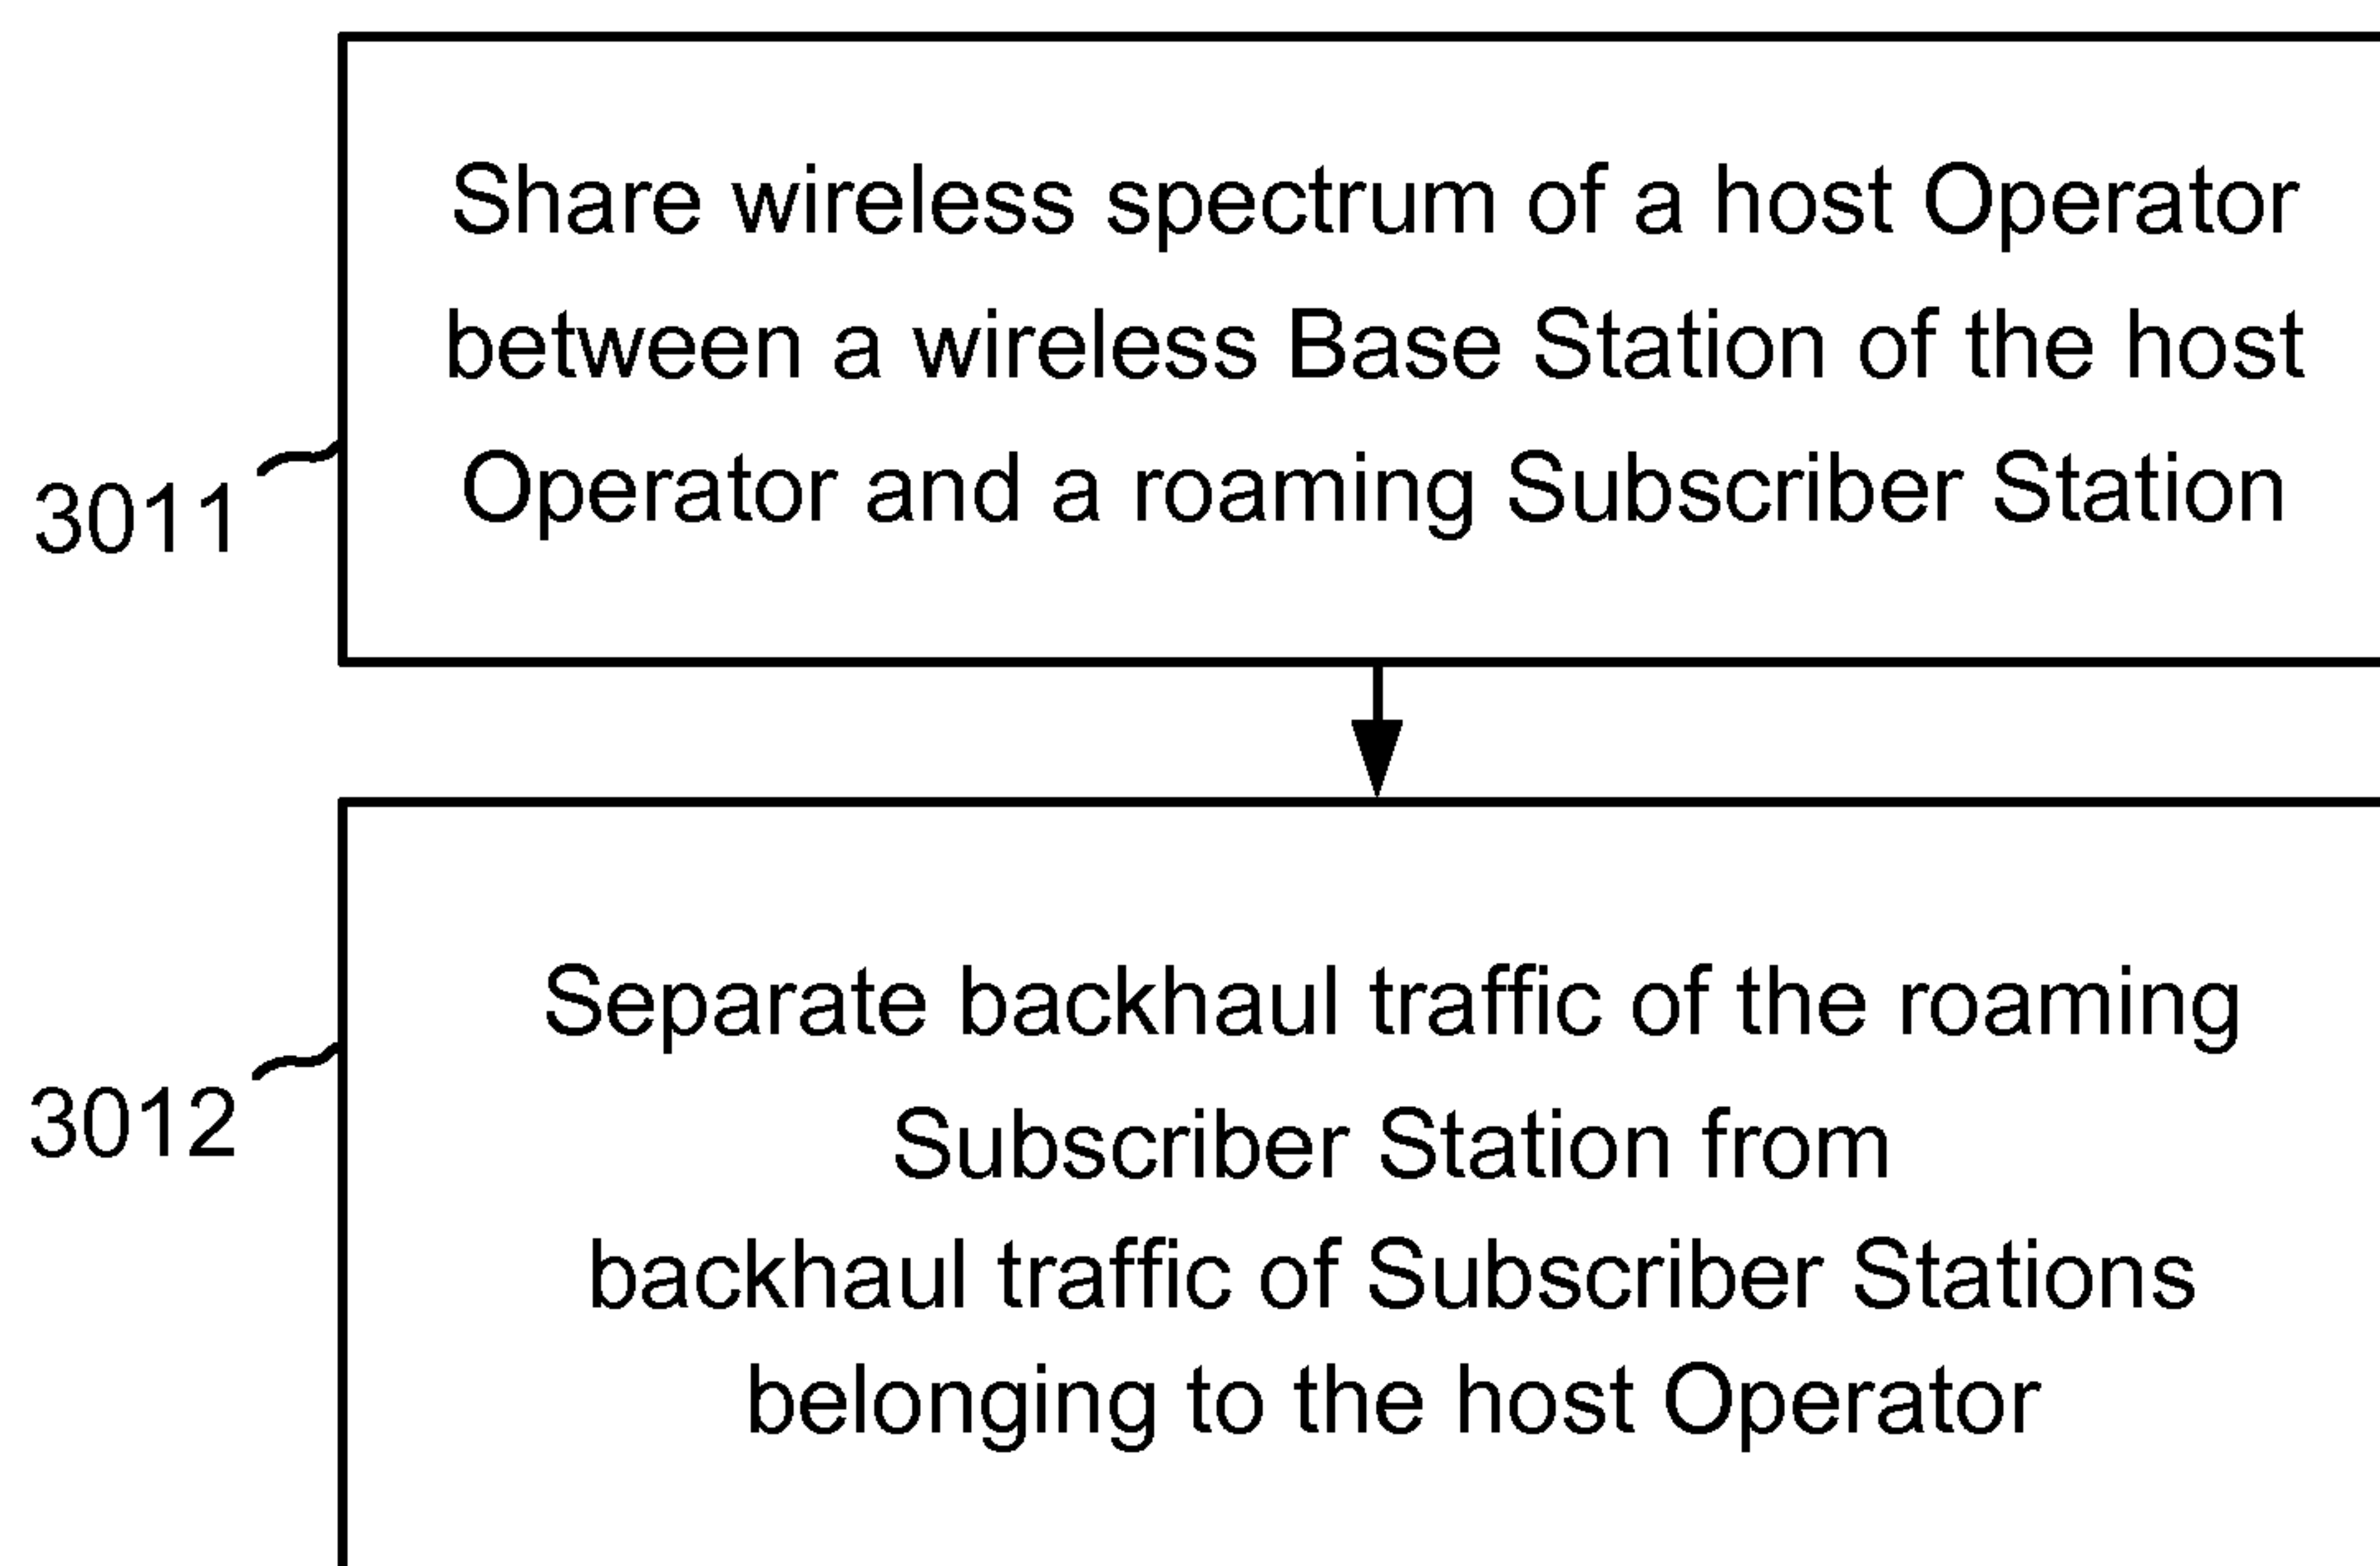 Share wireless spectrum of a host Operator
between a wireless Base Station of the host
Operator and a roaming Subscriber Station
3011
Separate backhaul traffic of the roaming
Subscriber Station from
backhaul traffic of Subscriber Stations
belonging to the host Operator
3012